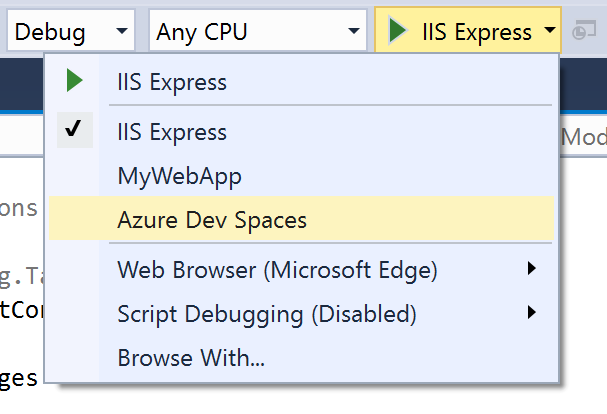 Debug Any CPU IIS Express
IIS Express
IIS Express
Mod
MyWebApp
ons
Azure Dev Spaces
g.Ta
Web Browser (Microsoft Edge)
tCon
Script Debugging (Disabled)
Browse With...
ges